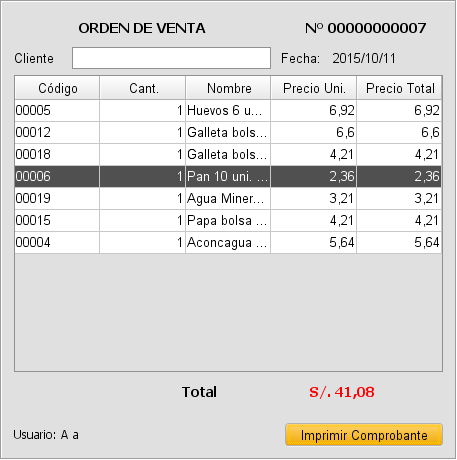 ORDEN DE VENTA Nº 00000000007
Cliente Fecha: 2015/10/11
Código Cant. Nombre Precio Uni. Precio Total
00005 1 Huevos 6 u... 6,92 6,92
00012 1 Galleta bols... 6,6 6,6
00018 1 Galleta bols... 4,21 4,21
00006 1 Pan 10 uni. ... 2,36 2,36
00019 1 Agua Miner... 3,21 3,21
00015 1 Papa bolsa ... 4,21 4,21
00004 1 Aconcagua ... 5,64 5,64
Total S/. 41,08
Usuario: A a Imprimir Comprobante